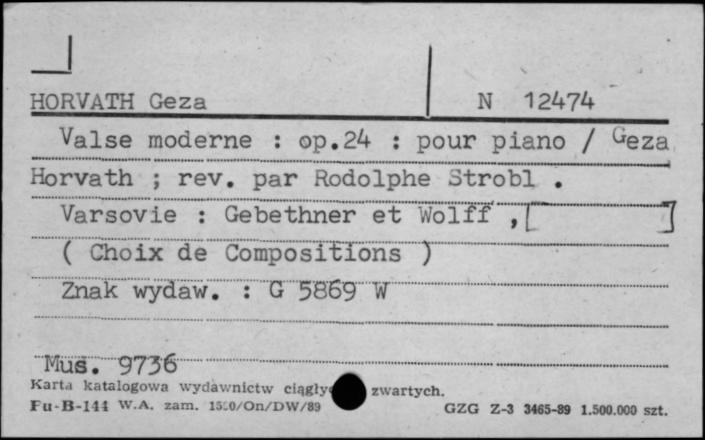 HORVATH Geza N 12474
Valse moderne : op.24 : pour piano / Geza
Horvath ; rev. par Rodolphe Strobl .
Varsovie : Gebethner et Wolff ,[ ]
( Choix de Compositions )
Znak wydaw. : G 5869 W
Mus. 9736
Karta katalogowa wydawnictw zwartych.
Fu-B-144 W.A. zam. /On/DW/89 GZG Z-3 3465-89 1.500.000 szt.